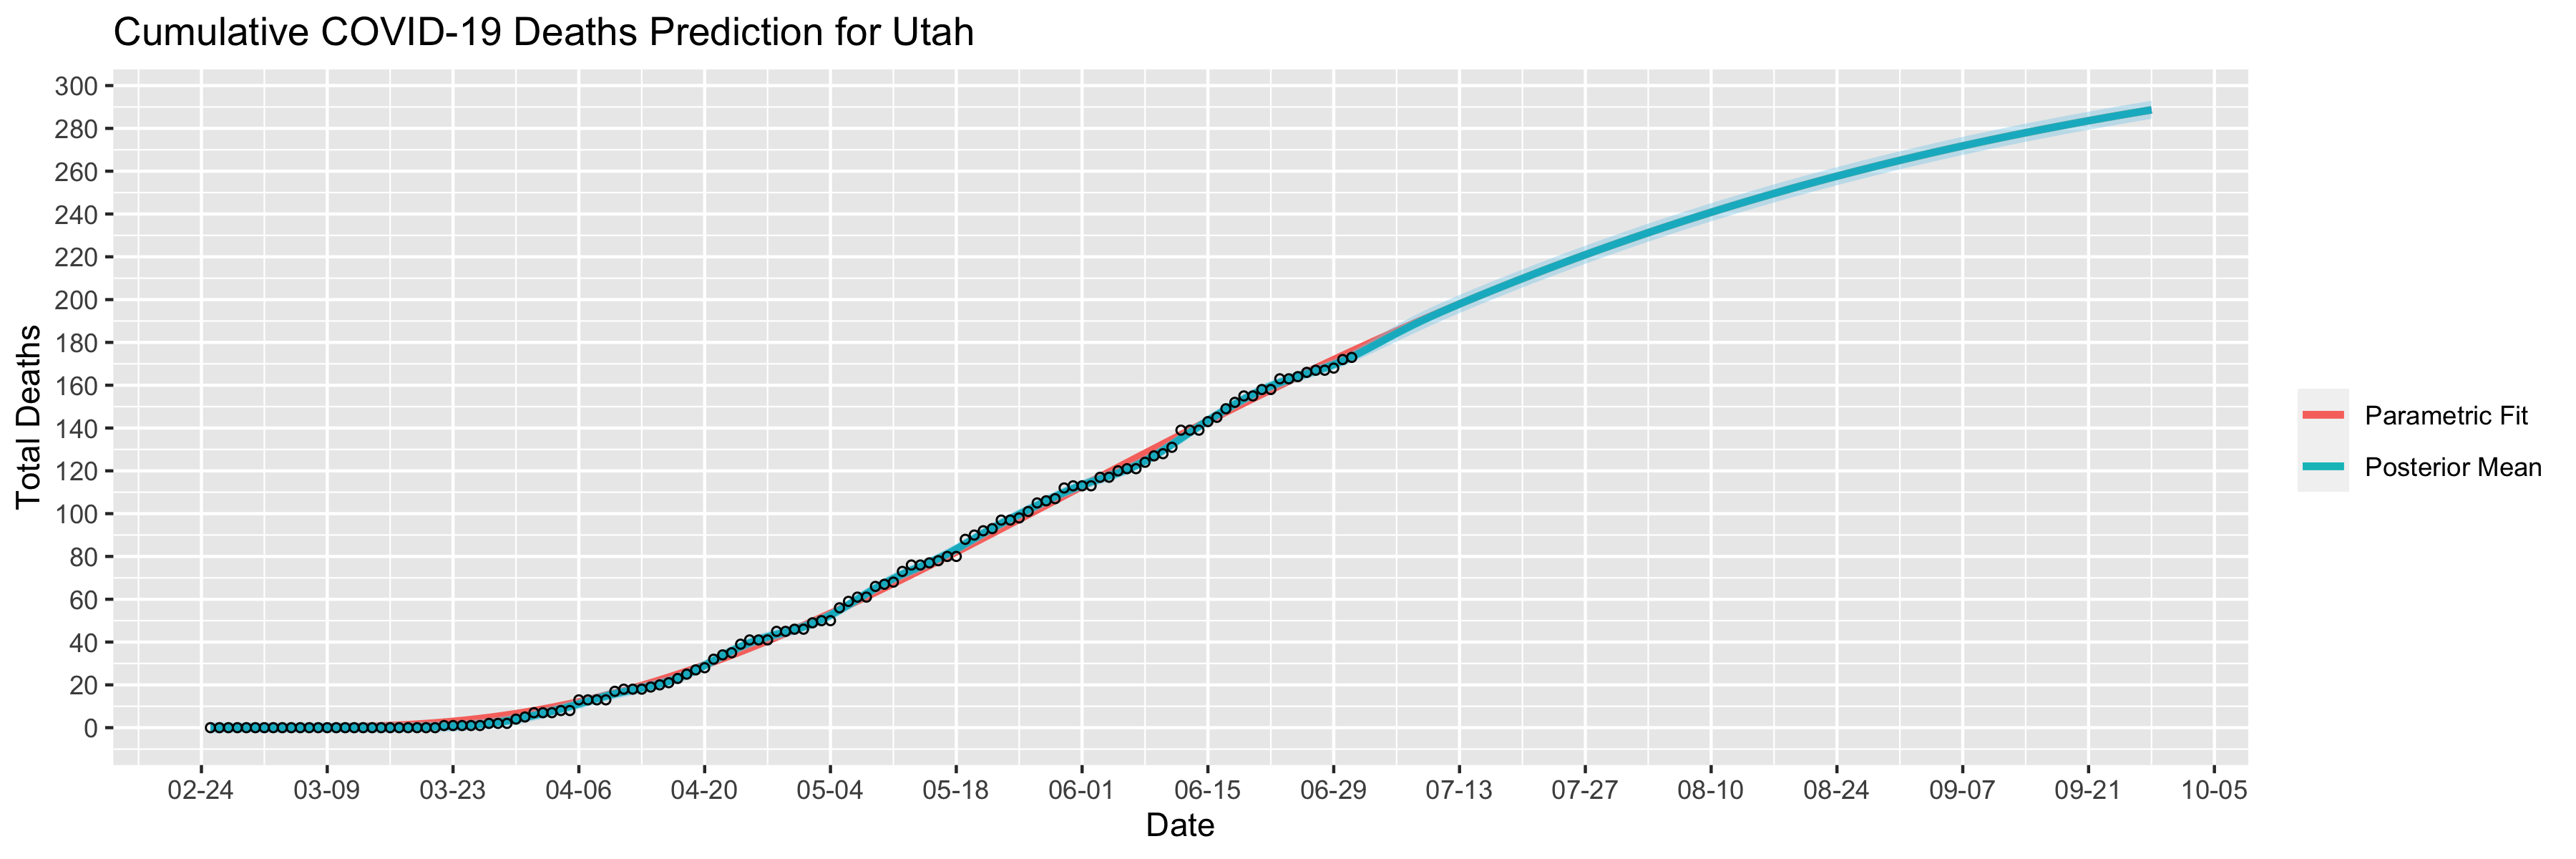 Cumulative COVID-19 Deaths Prediction for Utah
Total Deaths
300
280
260
240
220
200
180
160
140
120
100
80
60
40
20
0
02-24 03-09 03-23 04-06 04-20 05-04 05-18 06-01 06-15 06-29 07-13 07-27 08-10 08-24 09-07 09-21 10-05
Date
Parametric Fit
Posterior Mean